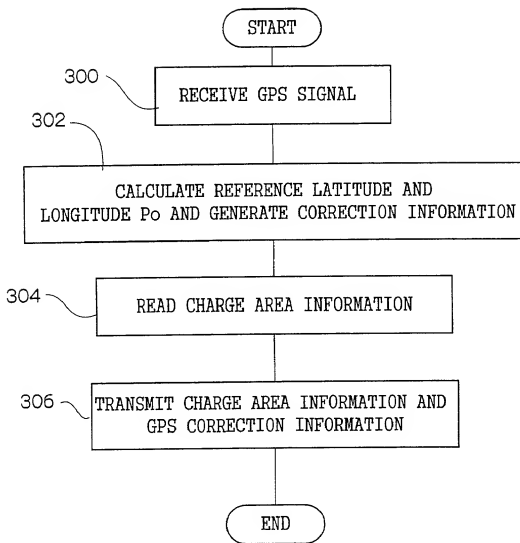 START
300
RECEIVE GPS SIGNAL
302
CALCULATE REFERENCE LATITUDE AND
LONGITUDE Po AND GENERATE CORRECTION INFORMATION
304
READ CHARGE AREA INFORMATION
306
TRANSMIT CHARGE AREA INFORMATION AND
GPS CORRECTION INFORMATION
END